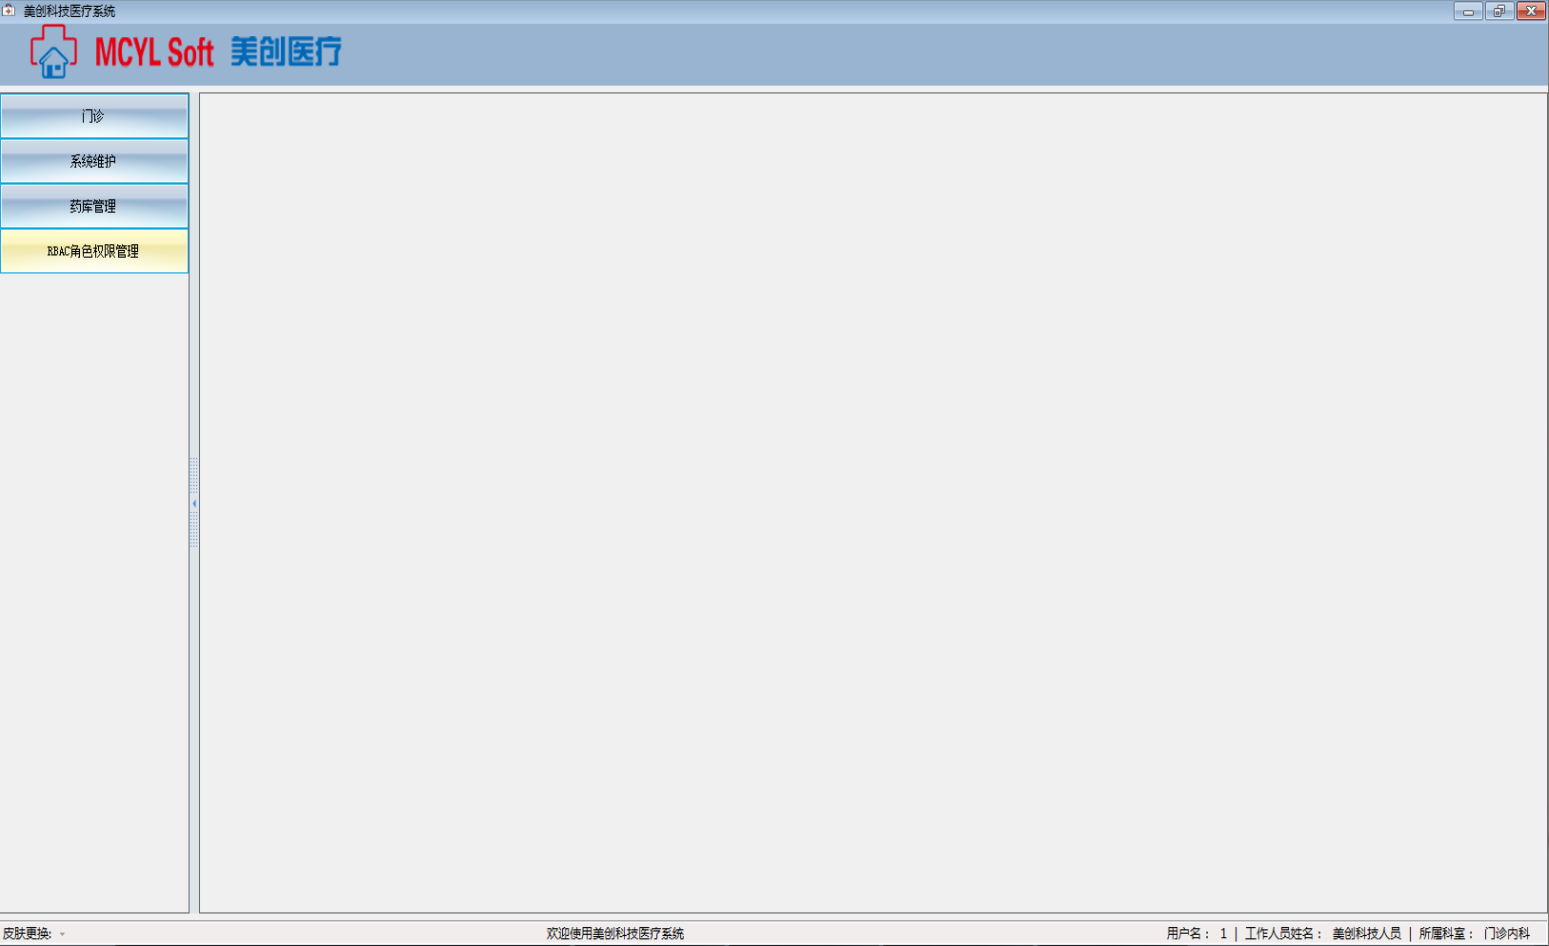 美创科技医疗系统
MCYL Soft 美创医疗
门诊
系统维护
药库管理
RBAC角色权限管理
皮肤更换:
欢迎使用美创科技医疗系统
用户名： 1 | 工作人员姓名： 美创科技人员 | 所属科室： 门诊内科